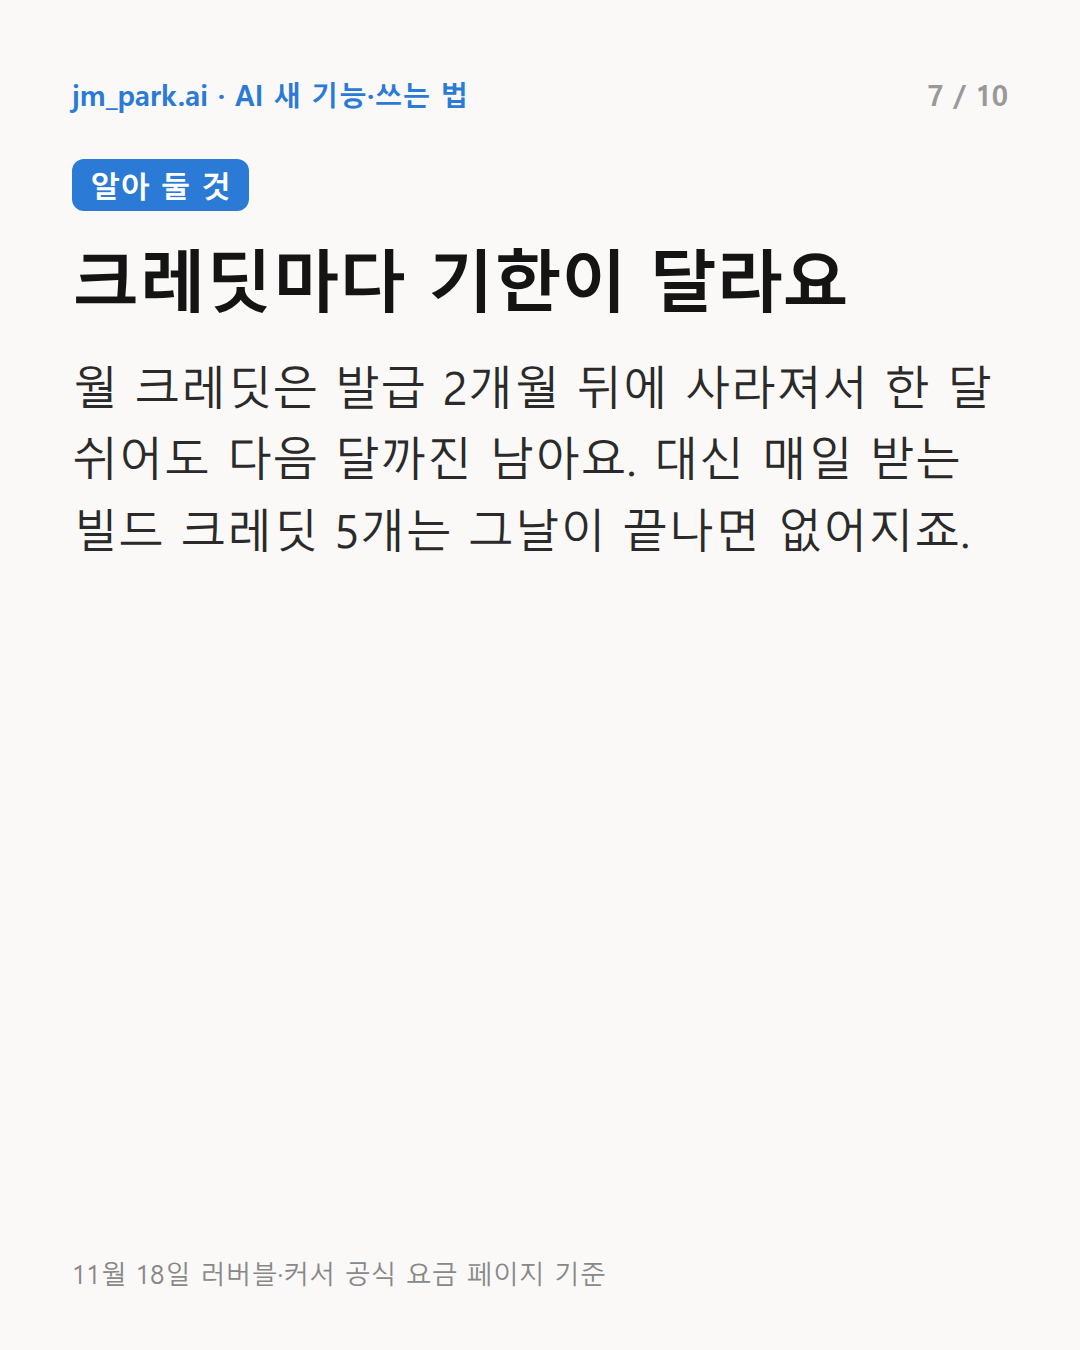 jm_park.ai · AI 새 기능·쓰는 법
7 / 10
알아 둘 것
크레딧마다 기한이 달라요
월 크레딧은 발급 2개월 뒤에 사라져서 한 달
쉬어도 다음 달까진 남아요. 대신 매일 받는
빌드 크레딧 5개는 그날이 끝나면 없어지죠.
11월 18일 러버블·커서 공식 요금 페이지 기준